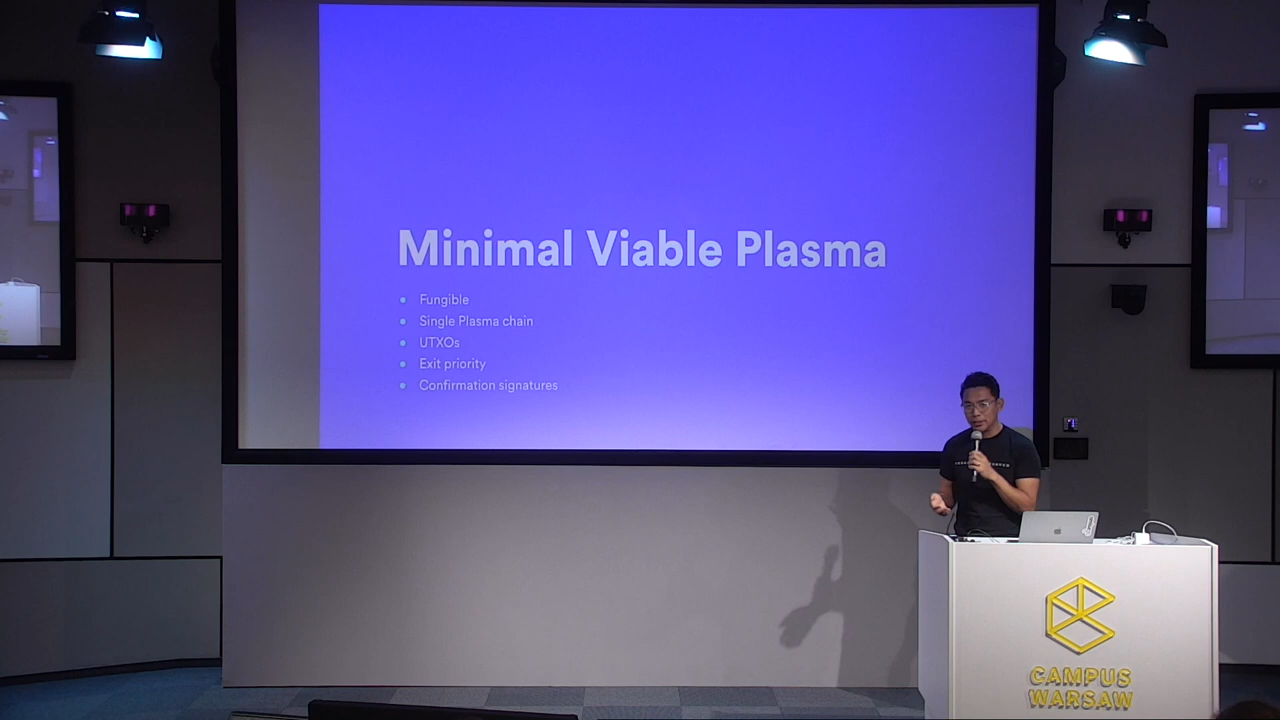 Minimal Viable Plasma
Fungible
Single Plasma chain
UTXOs
Exit priority
Confirmation signatures
CAMPUS
WARSAW